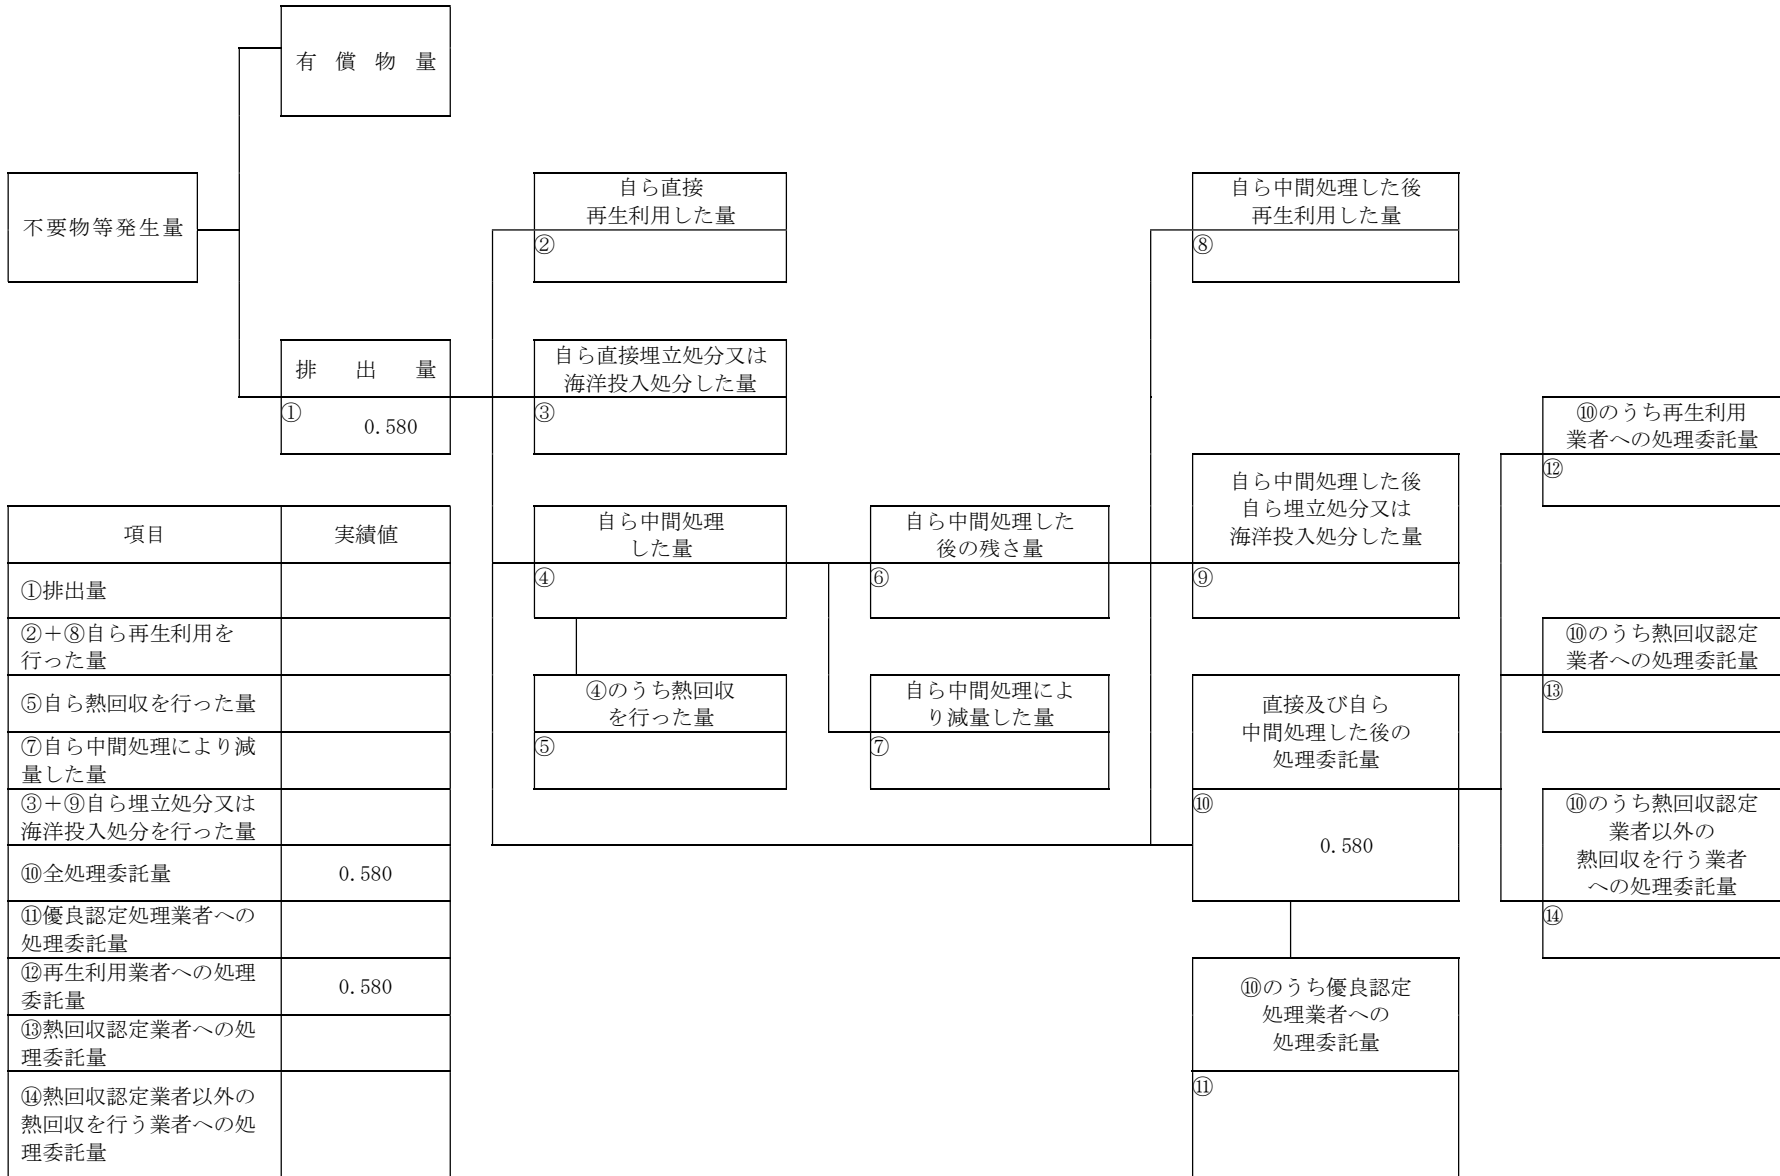 有償物量
不要物等発生量
自ら直接
再生利用した量
②
自ら中間処理した後
再生利用した量
⑧
排出量
①
0.580
自ら直接埋立処分又は
海洋投入処分した量
③
⑩のうち再生利用
業者への処理委託量
⑫
自ら中間処理した後
自ら埋立処分又は
海洋投入処分した量
⑨
自ら中間処理
した量
④
自ら中間処理した
後の残さ量
⑥
⑩のうち熱回収認定
業者への処理委託量
⑬
④のうち熱回収
を行った量
⑤
自ら中間処理によ
り減量した量
⑦
直接及び自ら
中間処理した後の
処理委託量
⑩
0.580
⑩のうち熱回収認定
業者以外の
熱回収を行う業者
への処理委託量
⑭
⑩のうち優良認定
処理業者への
処理委託量
⑪
項目 実績値
①排出量
②＋⑧自ら再生利用を
行った量
⑤自ら熱回収を行った量
⑦自ら中間処理により減
量した量
③＋⑨自ら埋立処分又は
海洋投入処分を行った量
⑩全処理委託量 0.580
⑪優良認定処理業者への
処理委託量
⑫再生利用業者への処理
委託量 0.580
⑬熱回収認定業者への処
理委託量
⑭熱回収認定業者以外の
熱回収を行う業者への処
理委託量